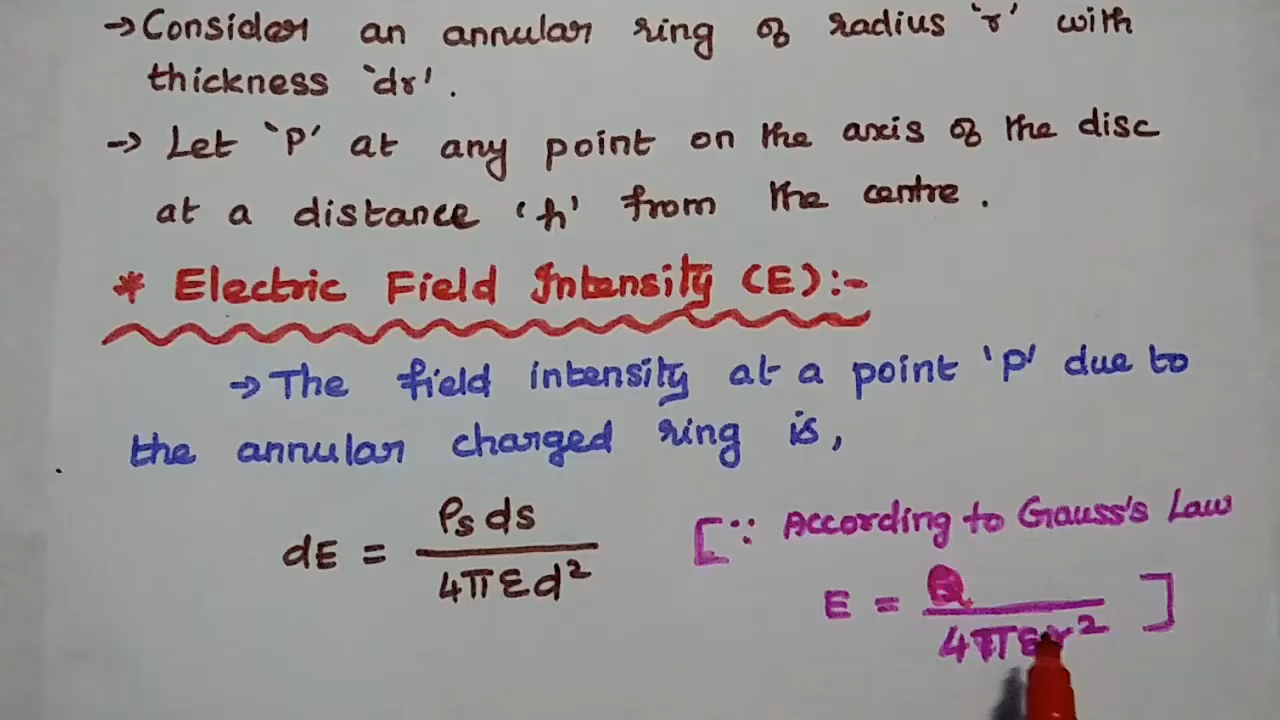 → Consider an annular ring of radius 'r' with
thickness 'dr'.
→ Let 'P' at any point on the axis of the disc
at a distance 'h' from the centre.
* Electric Field Intensity (E):-
→ The field intensity at a point 'P' due to
the annular charged ring is,
dE = ρs ds / 4πεd² [∵ According to Gauss's Law
E = Q / 4πεr² ]